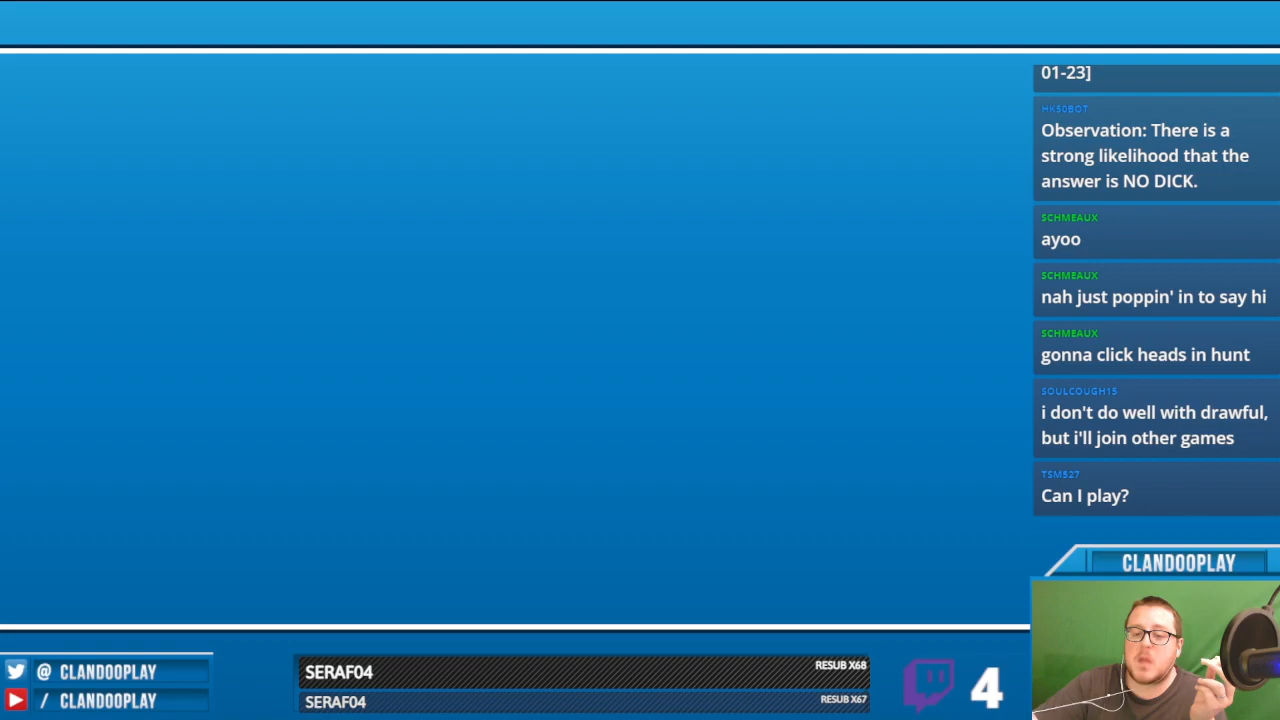 01-23]
HK50BOT
Observation: There is a
strong likelihood that the
answer is NO DICK.
SCHMEAUX
ayoo
SCHMEAUX
nah just poppin' in to say hi
SCHMEAUX
gonna click heads in hunt
SOULCOUGH15
i don't do well with drawful,
but i'll join other games
TSM527
Can I play?
CLANDOOPLAY
@ CLANDOOPLAY
/ CLANDOOPLAY
SERAF04 RESUB X68
SERAF04 RESUB X67
4